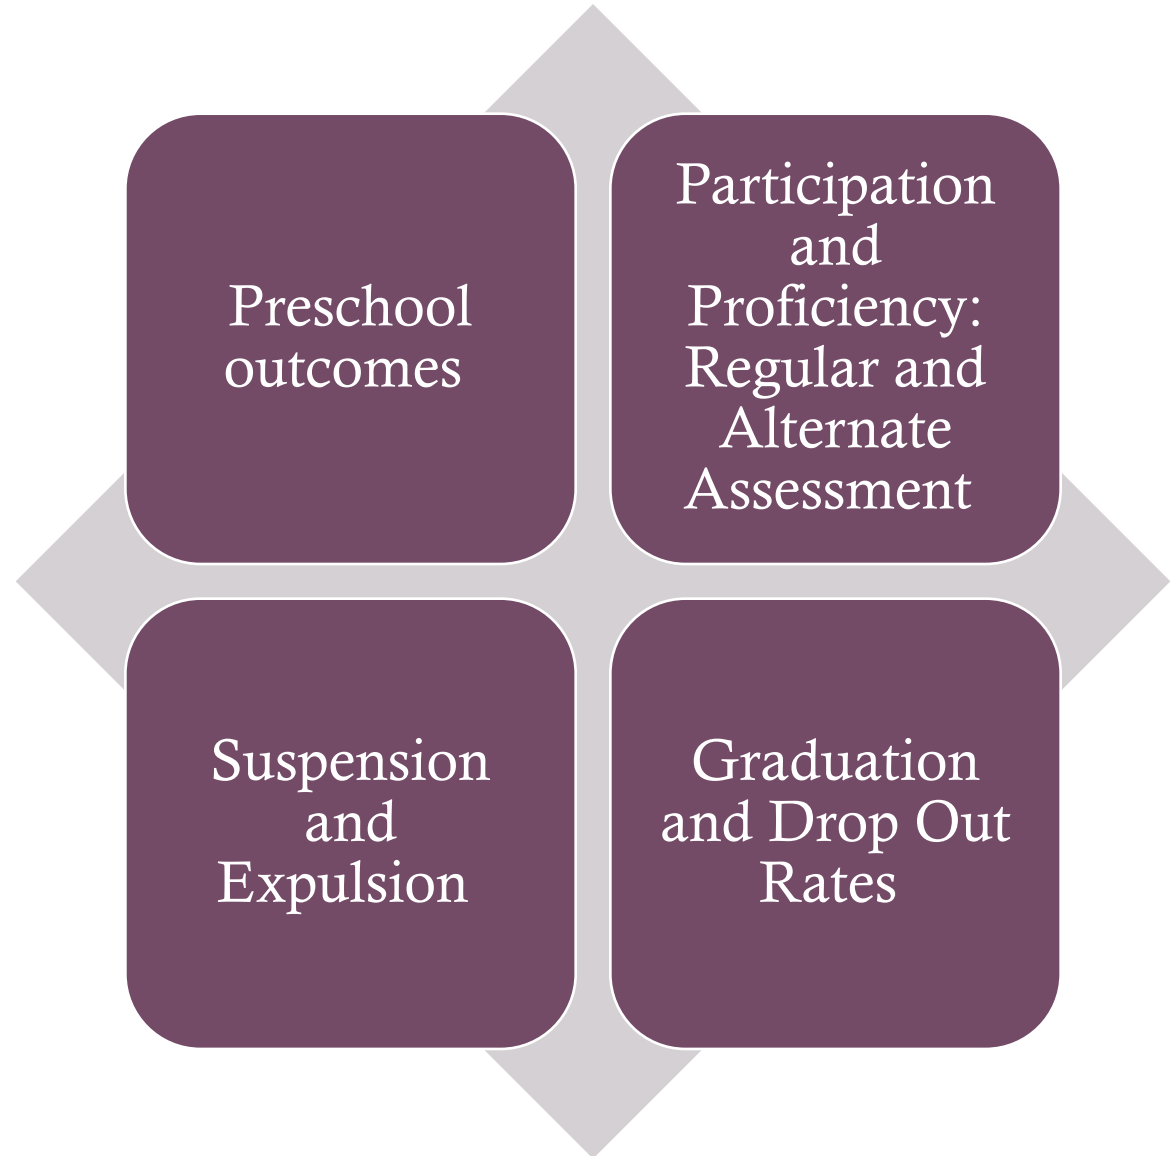 Preschool
outcomes
Participation
and
Proficiency:
Regular and
Alternate
Assessment
Suspension
and
Expulsion
Graduation
and Drop Out
Rates